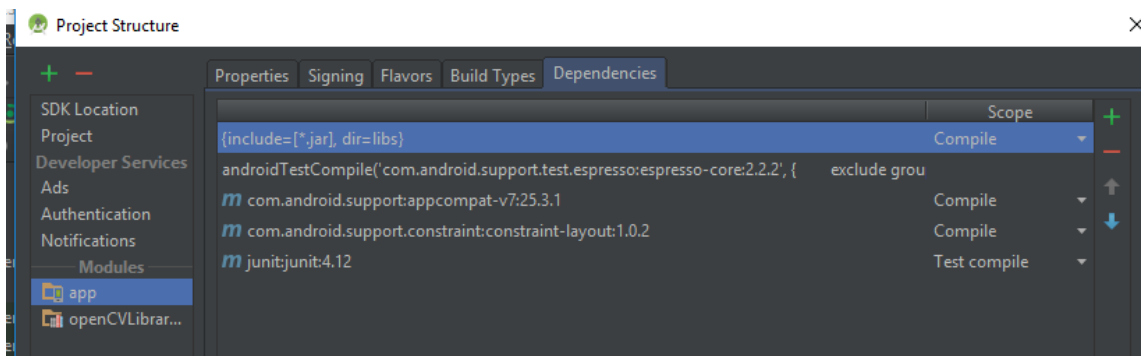 Project Structure
Properties Signing Flavors Build Types Dependencies
SDK Location
Project
Developer Services
Ads
Authentication
Notifications
Modules
app
openCVLibrar...
Scope
{include=[*.jar], dir=libs} Compile
androidTestCompile('com.android.support.test.espresso:espresso-core:2.2.2', { exclude grou
m com.android.support:appcompat-v7:25.3.1 Compile
m com.android.support.constraint:constraint-layout:1.0.2 Compile
m junit:junit:4.12 Test compile